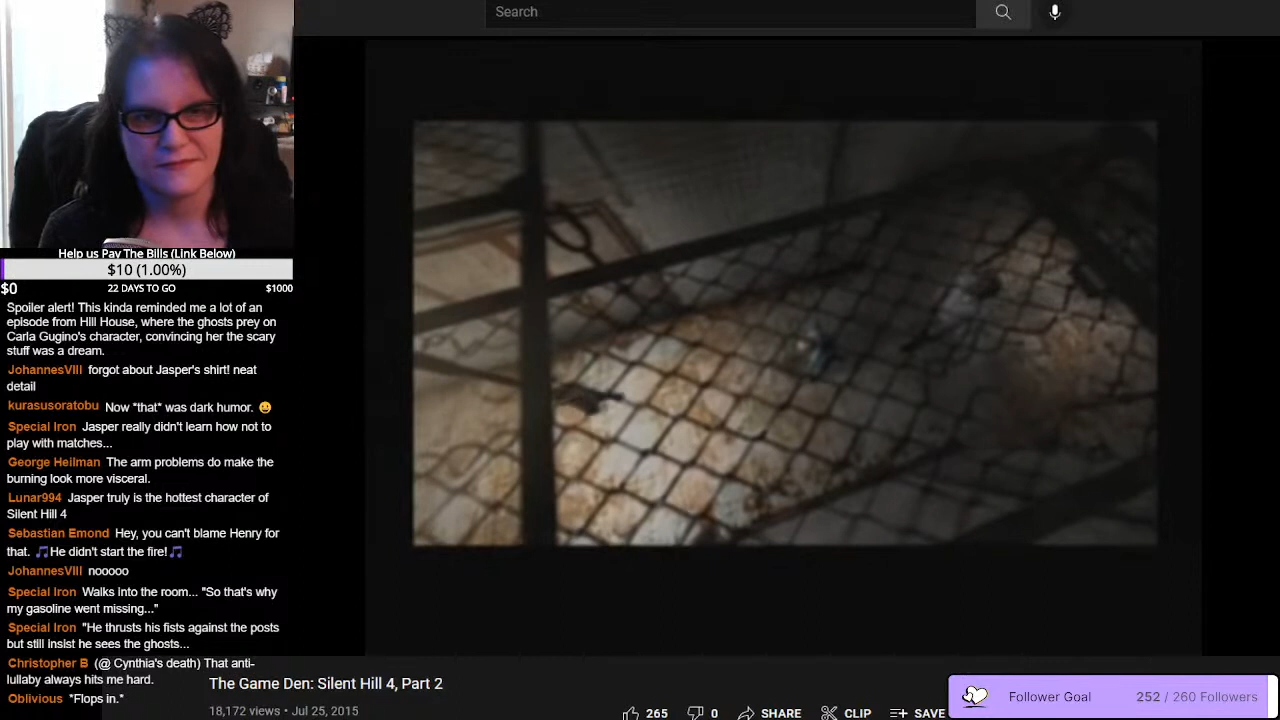 Search
Help us Pay The Bills (Link Below)
$10 (1.00%)
$0
22 DAYS TO GO
$1000
Spoiler alert! This kinda reminded me a lot of an
episode from Hill House, where the ghosts prey on
Carla Gugino's character, convincing her the scary
stuff was a dream.
JohannesVIII forgot about Jasper's shirt! neat
detail
kurasusoratobu Now *that* was dark humor. 😀
Special Iron Jasper really didn't learn how not to
play with matches...
George Heilman The arm problems do make the
burning look more visceral.
Lunar994 Jasper truly is the hottest character of
Silent Hill 4
Sebastian Emond Hey, you can't blame Henry for
that. 🎵He didn't start the fire!🎵
JohannesVIII nooooo
Special Iron Walks into the room... "So that's why
my gasoline went missing..."
Special Iron "He thrusts his fists against the posts
but still insist he sees the ghosts...
Christopher B (@ Cynthia's death) That anti-
lullaby always hits me hard.
Oblivious *Flops in.*
The Game Den: Silent Hill 4, Part 2
18,172 views • Jul 25, 2015
265
0
SHARE
CLIP
SAVE
Follower Goal
252 / 260 Followers